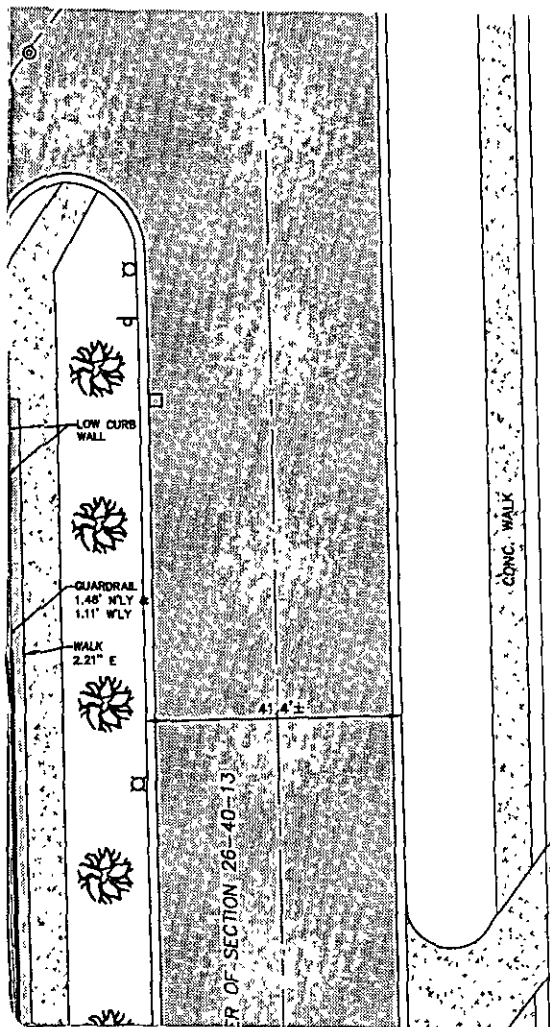 LOW CURB
WALL
GUARDRAIL
1.48' N'LY &
1.11' W'LY
WALK
2.21" E
41.4'±
CONC. WALK
OF SECTION 26-40-13